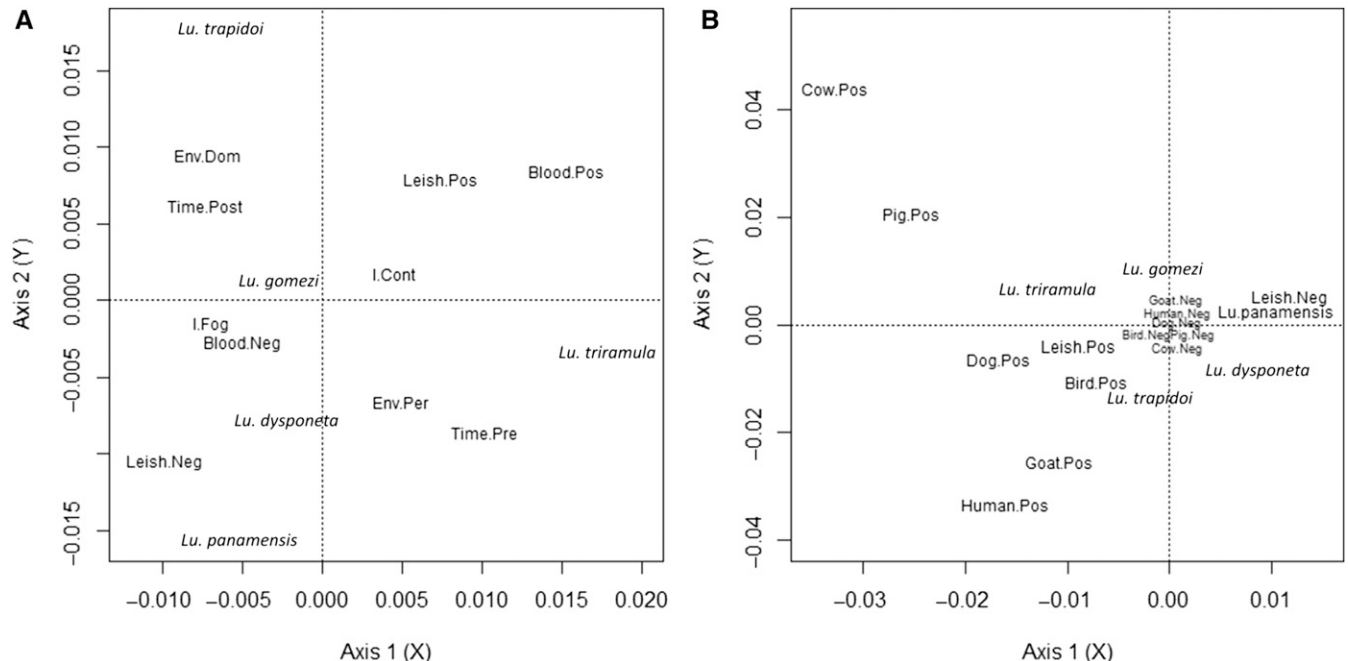 A
Axis 2 (Y)
0.015
0.010
0.005
0.000
−0.005
−0.015
Lu. trapidoi
Env.Dom
Time.Post
Leish.Pos
Blood.Pos
Lu. gomezi
I.Cont
I.Fog
Blood.Neg
Lu. triramula
Lu. dysponeta
Env.Per
Time.Pre
Leish.Neg
Lu. panamensis
−0.010 −0.005 0.000 0.005 0.010 0.015 0.020
Axis 1 (X)
B
Axis 2 (Y)
0.04
0.02
0.00
−0.02
−0.04
Cow.Pos
Pig.Pos
Lu. gomezi
Lu. triramula
Goat.Neg
Leish.Neg
Human.Neg
Lu.panamensis
Dog.Neg
Bird.Neg Pig.Neg
Leish.Pos
Cow.Neg
Dog.Pos
Lu. dysponeta
Bird.Pos
Lu. trapidoi
Goat.Pos
Human.Pos
−0.03 −0.02 −0.01 0.00 0.01
Axis 1 (X)